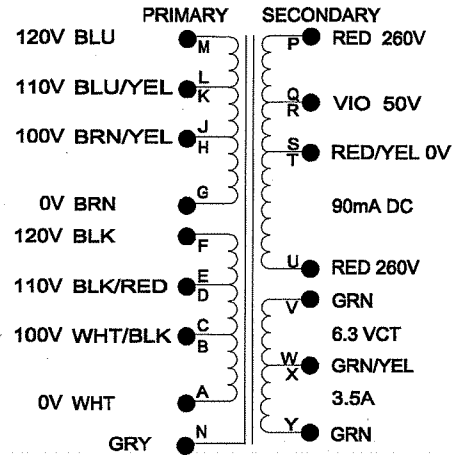 PRIMARY SECONDARY
120V BLU M P RED 260V
110V BLU/YEL L K Q R VIO 50V
100V BRN/YEL J H S T RED/YEL 0V
0V BRN G 90mA DC
120V BLK F U RED 260V
110V BLK/RED E D V GRN
100V WHT/BLK C B 6.3 VCT
W X GRN/YEL
0V WHT A 3.5A
GRY N Y GRN